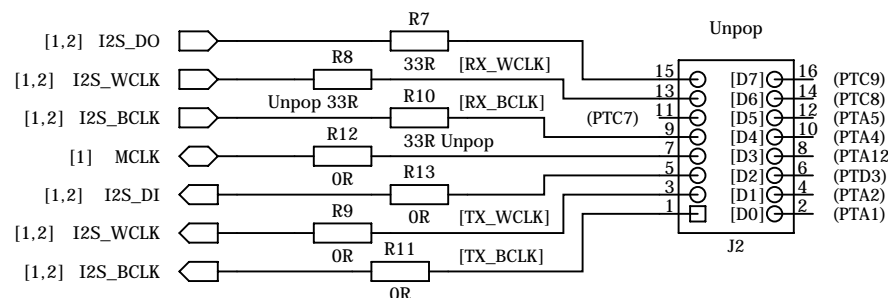 R7
Unpop
[1,2] I2S_DO
R8
33R [RX_WCLK]
15 [D7] 16 (PTC9)
[1,2] I2S_WCLK
13 [D6] 14 (PTC8)
Unpop 33R R10 [RX_BCLK]
(PTC7) 11 [D5] 12 (PTA5)
[1,2] I2S_BCLK
9 [D4] 10 (PTA4)
R12 33R Unpop
[1] MCLK
7 [D3] 8 (PTA12
0R R13
5 [D2] 6 (PTD3)
[1,2] I2S_DI
3 [D1] 4 (PTA2)
R9 0R [TX_WCLK]
1 [D0] 2 (PTA1)
[1,2] I2S_WCLK
J2
0R R11 [TX_BCLK]
[1,2] I2S_BCLK
0R